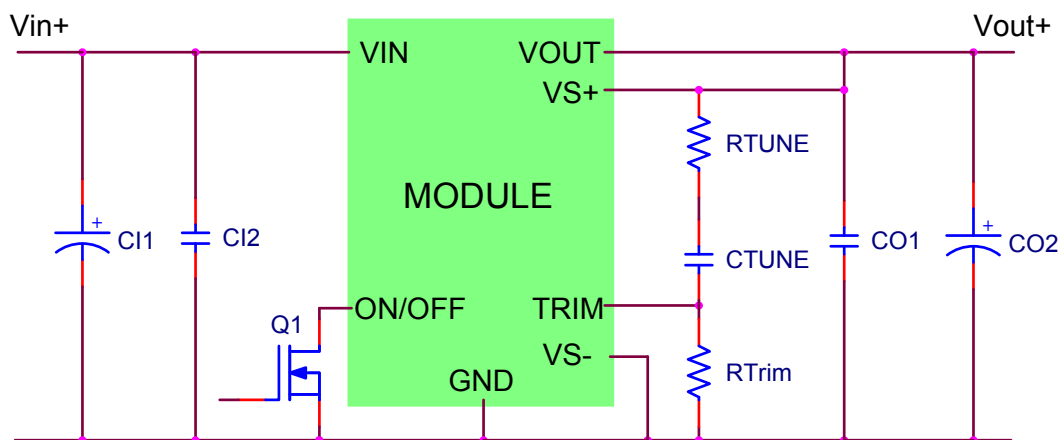 Vin+
Vout+
VIN
VOUT
VS+
RTUNE
MODULE
+
CI1
CI2
CTUNE
CO1
+
CO2
ON/OFF
TRIM
Q1
VS-
RTrim
GND